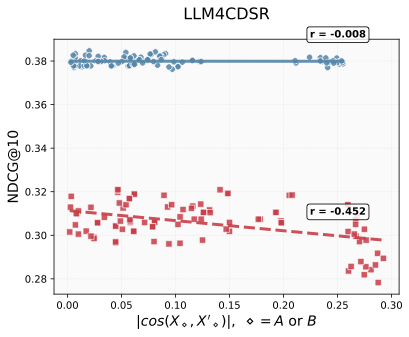 LLM4CDSR
r = -0.008
0.38
0.36
0.34
0.32
0.30
0.28
NDCG@10
r = -0.452
0.00
0.05
0.10
0.15
0.20
0.25
0.30
|cos(X⋄, X′⋄)|, ⋄ = A or B